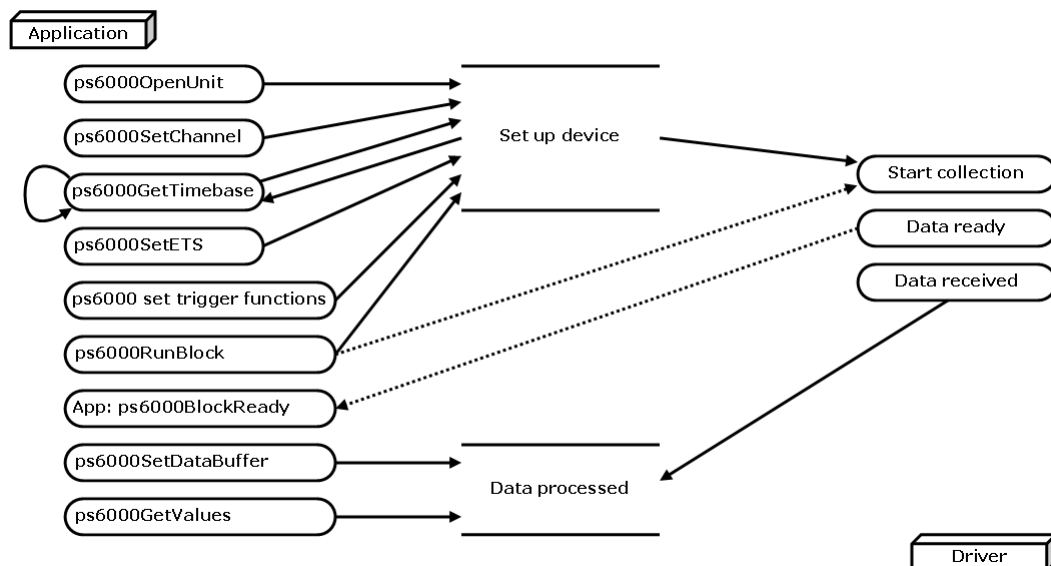 Application
ps6000OpenUnit
ps6000SetChannel
Set up device
ps6000GetTimebase
Start collection
ps6000SetETS
Data ready
ps6000 set trigger functions
Data received
ps6000RunBlock
App: ps6000BlockReady
ps6000SetDataBuffer
Data processed
ps6000GetValues
Driver